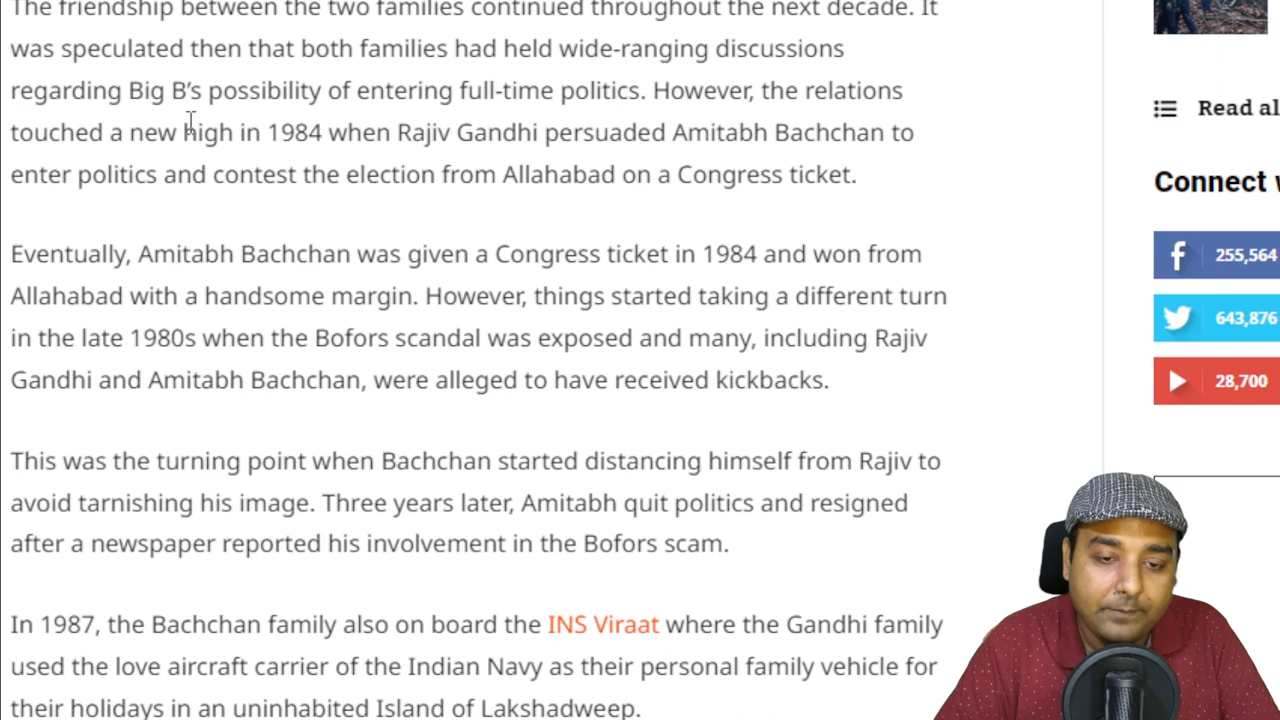 The friendship between the two families continued throughout the next decade. It
was speculated then that both families had held wide-ranging discussions
regarding Big B’s possibility of entering full-time politics. However, the relations
touched a new high in 1984 when Rajiv Gandhi persuaded Amitabh Bachchan to
enter politics and contest the election from Allahabad on a Congress ticket.
Eventually, Amitabh Bachchan was given a Congress ticket in 1984 and won from
Allahabad with a handsome margin. However, things started taking a different turn
in the late 1980s when the Bofors scandal was exposed and many, including Rajiv
Gandhi and Amitabh Bachchan, were alleged to have received kickbacks.
This was the turning point when Bachchan started distancing himself from Rajiv to
avoid tarnishing his image. Three years later, Amitabh quit politics and resigned
after a newspaper reported his involvement in the Bofors scam.
In 1987, the Bachchan family also on board the INS Viraat where the Gandhi family
used the love aircraft carrier of the Indian Navy as their personal family vehicle for
their holidays in an uninhabited Island of Lakshadweep.
Read al
Connect
f 255,564
643,876
28,700